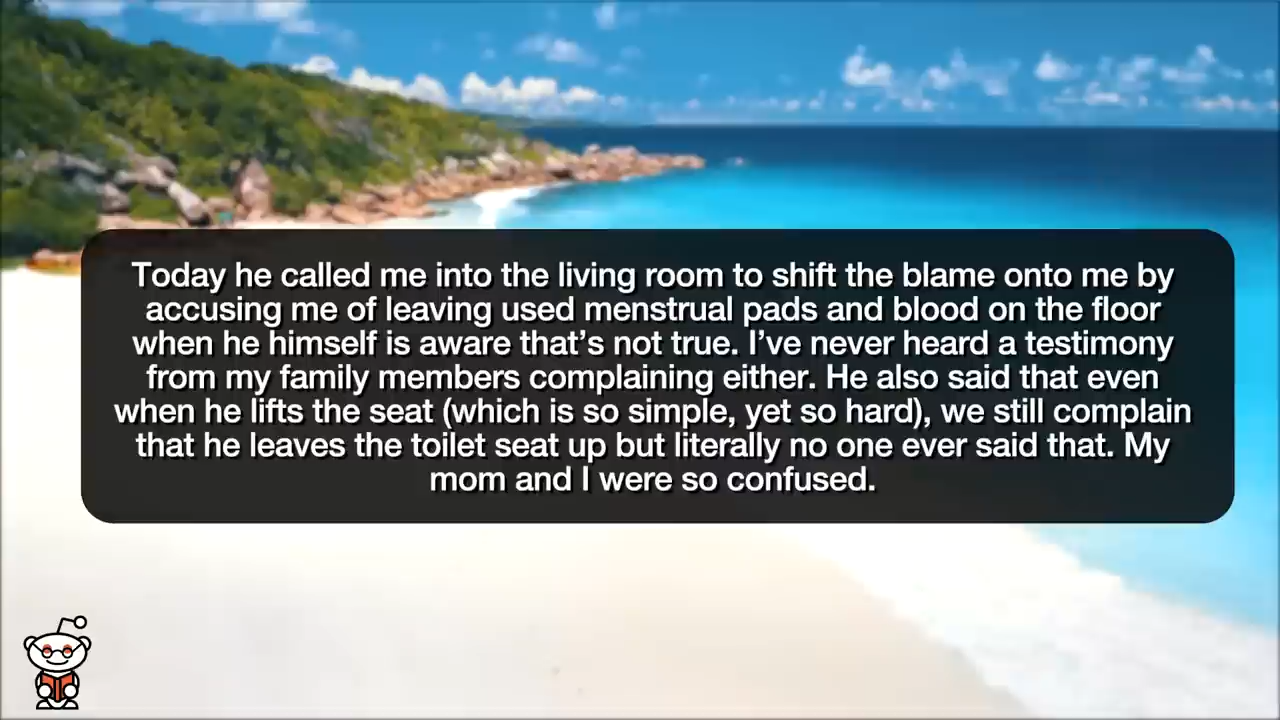 Today he called me into the living room to shift the blame onto me by
accusing me of leaving used menstrual pads and blood on the floor
when he himself is aware that’s not true. I’ve never heard a testimony
from my family members complaining either. He also said that even
when he lifts the seat (which is so simple, yet so hard), we still complain
that he leaves the toilet seat up but literally no one ever said that. My
mom and I were so confused.